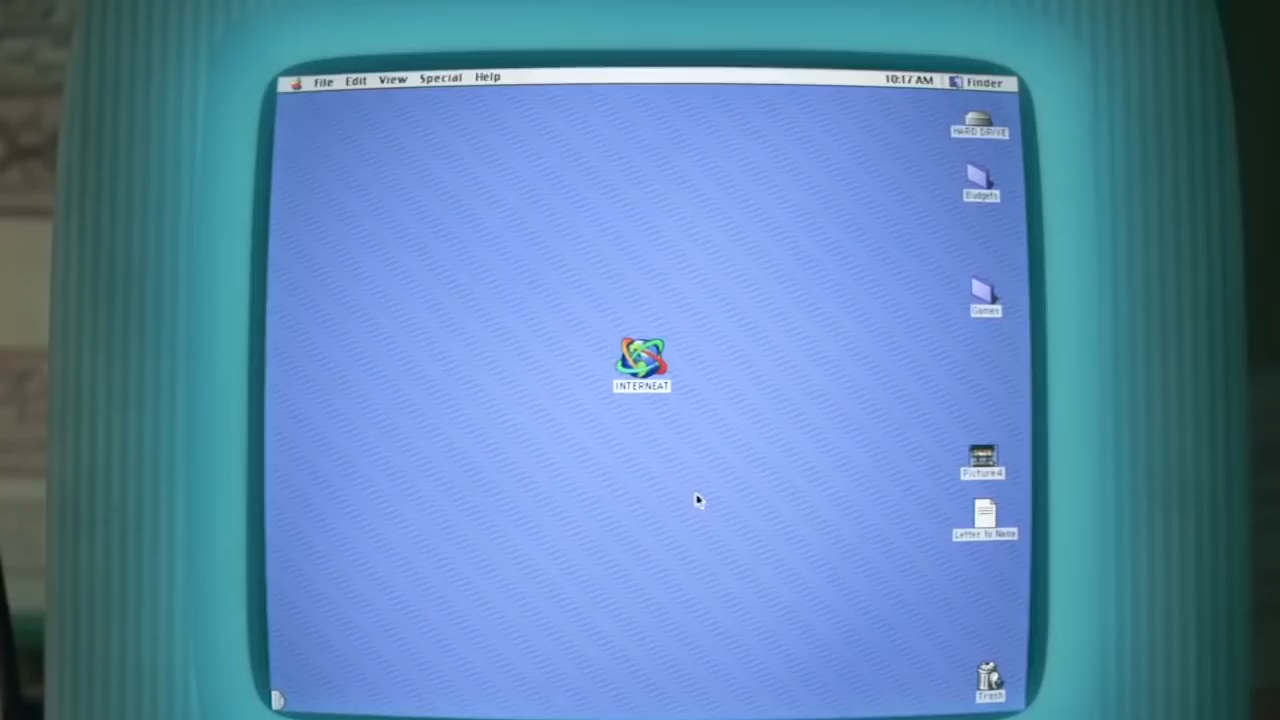 File Edit View Special Help 10:17 AM Finder
HARD DRIVE
Budgets
Games
INTERNEAT
Picture 4
Letter to Nana
Trash